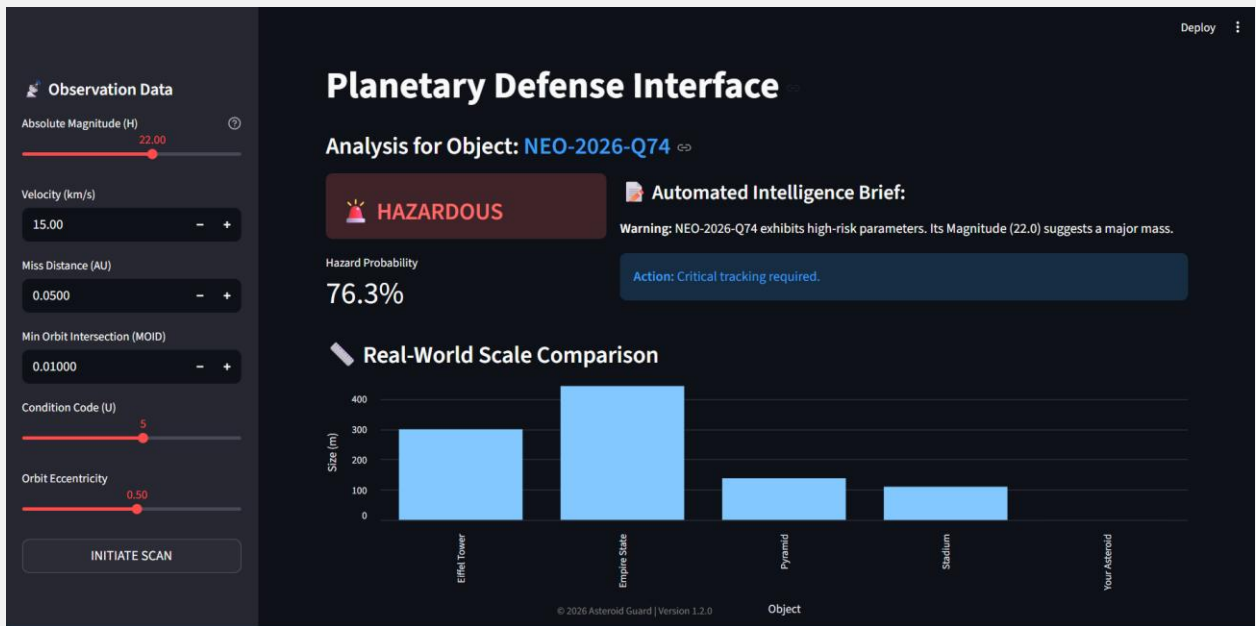 Deploy
Observation Data
Absolute Magnitude (H)
22.00
Velocity (km/s)
15.00
Miss Distance (AU)
0.0500
Min Orbit Intersection (MOID)
0.01000
Condition Code (U)
5
Orbit Eccentricity
0.50
INITIATE SCAN
Planetary Defense Interface
Analysis for Object: NEO-2026-Q74
HAZARDOUS
Hazard Probability
76.3%
Automated Intelligence Brief:
Warning: NEO-2026-Q74 exhibits high-risk parameters. Its Magnitude (22.0) suggests a major mass.
Action: Critical tracking required.
Real-World Scale Comparison
Size (m)
400
300
200
100
0
Eiffel Tower
Empire State
Pyramid
Stadium
Your Asteroid
Object
© 2026 Asteroid Guard | Version 1.2.0